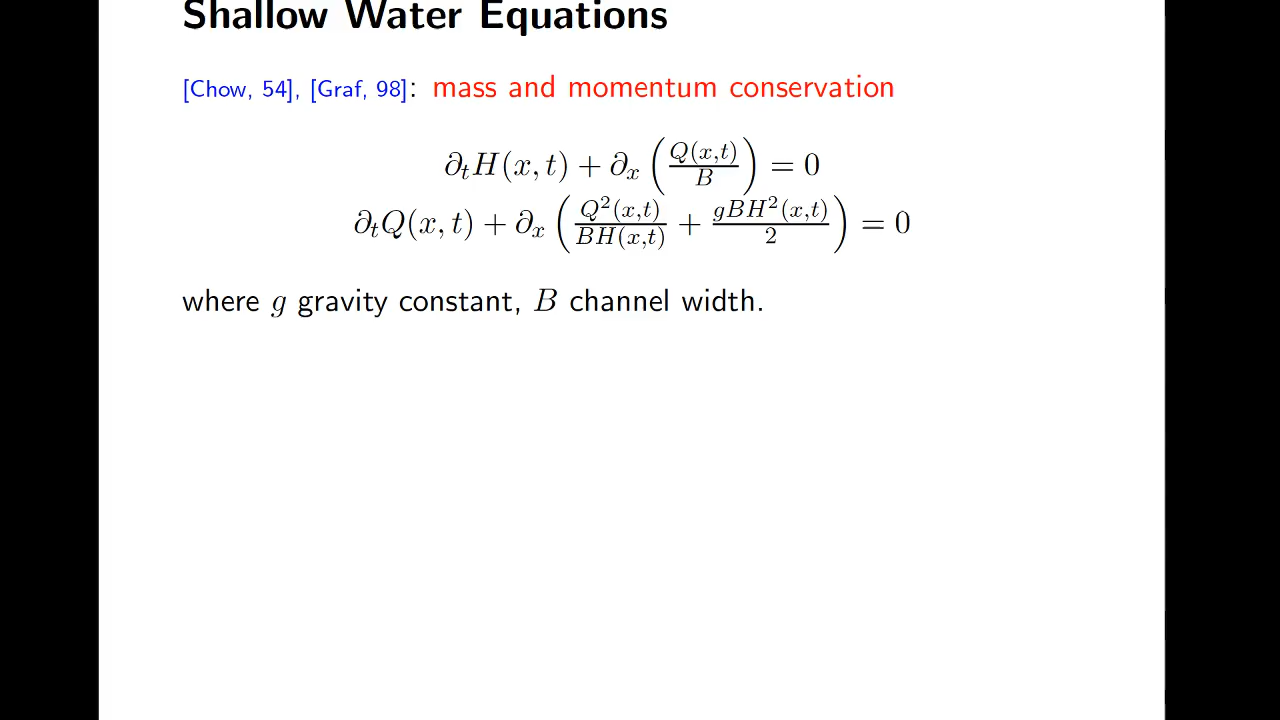 Shallow Water Equations
[Chow, 54], [Graf, 98]: mass and momentum conservation
∂ₜH(x, t) + ∂ₓ (Q(x,t)/B) = 0
∂ₜQ(x, t) + ∂ₓ (Q²(x,t)/BH(x,t) + gBH²(x,t)/2) = 0
where g gravity constant, B channel width.